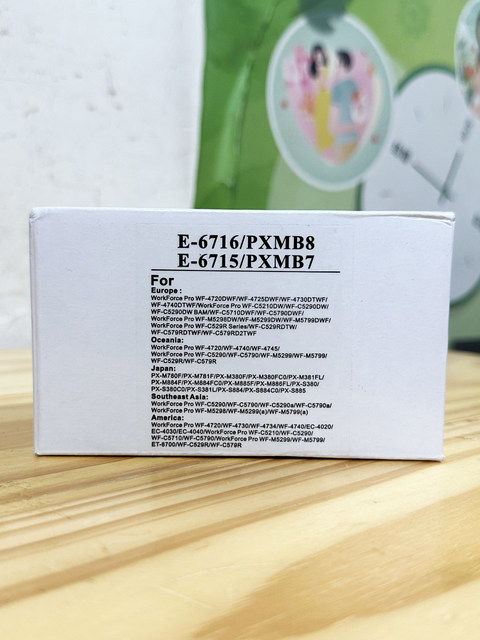 E-6716/PXMB8
E-6715/PXMB7
For
Europe :
WorkForce Pro WF-4720DWF/WF-4725DWF/WF-4730DTWF/
WF-4740DTWF/WorkForce Pro WF-C5210DW/WF-C5290DW/
WF-C5290DW BAM/WF-C5710DWF/WF-C5790DWF/
WorkForce Pro WF-M5298DW/WF-M5299DW/WF-M5799DWF/
WorkForce Pro WF-C529R Series/WF-C529RDTW/
WF-C579RDTWF/WF-C579RD2TWF
Oceania:
WorkForce Pro WF-4720/WF-4740/WF-4745/
WorkForce Pro WF-C5290/WF-C5790/WF-M5299/WF-M5799/
WF-C529R/WF-C579R
Japan:
PX-M780F/PX-M781F/PX-M380F/PX-M380FC0/PX-M381FL/
PX-M884F/PX-M884FC0/PX-M885F/PX-M886FL/PX-S380/
PX-S380C0/PX-S381L/PX-S884/PX-S884C0/PX-S885
Southeast Asia:
WorkForce Pro WF-C5290/WF-C5790/WF-C5290a/WF-C5790a/
WorkForce Pro WF-M5298/WF-M5299(a)/WF-M5799(a)
America:
WorkForce Pro WF-4720/WF-4730/WF-4734/WF-4740/EC-4020/
EC-4030/EC-4040/WorkForce Pro WF-C5210/WF-C5290/
WF-C5710/WF-C5790/WorkForce Pro WF-M5299/WF-M5799/
ET-8700/WF-C529R/WF-C579R